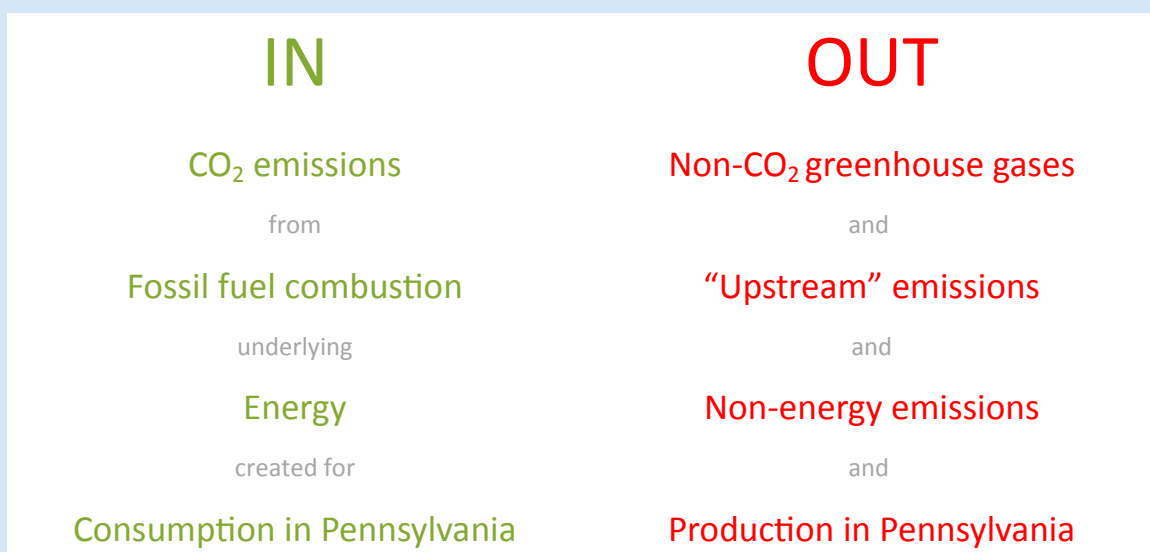 IN
CO₂ emissions
from
Fossil fuel combustion
underlying
Energy
created for
Consumption in Pennsylvania
OUT
Non-CO₂ greenhouse gases
and
“Upstream” emissions
and
Non-energy emissions
and
Production in Pennsylvania